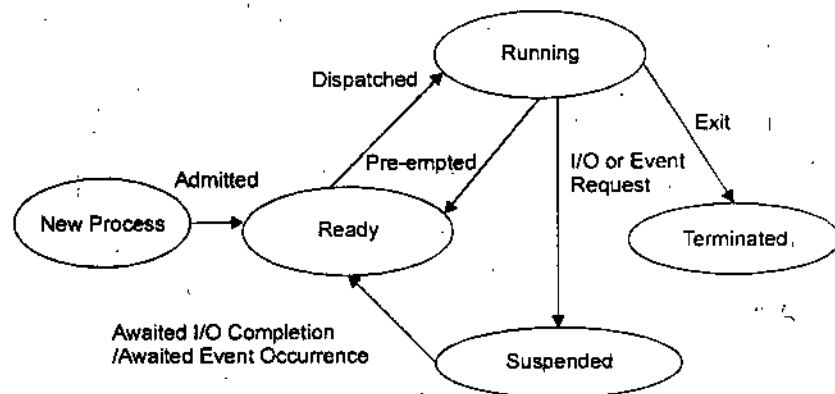 Running
Dispatched
Exit
Pre-empted
I/O or Event
Request
Admitted
New Process
Ready
Terminated
Awaited I/O Completion
/Awaited Event Occurrence
Suspended